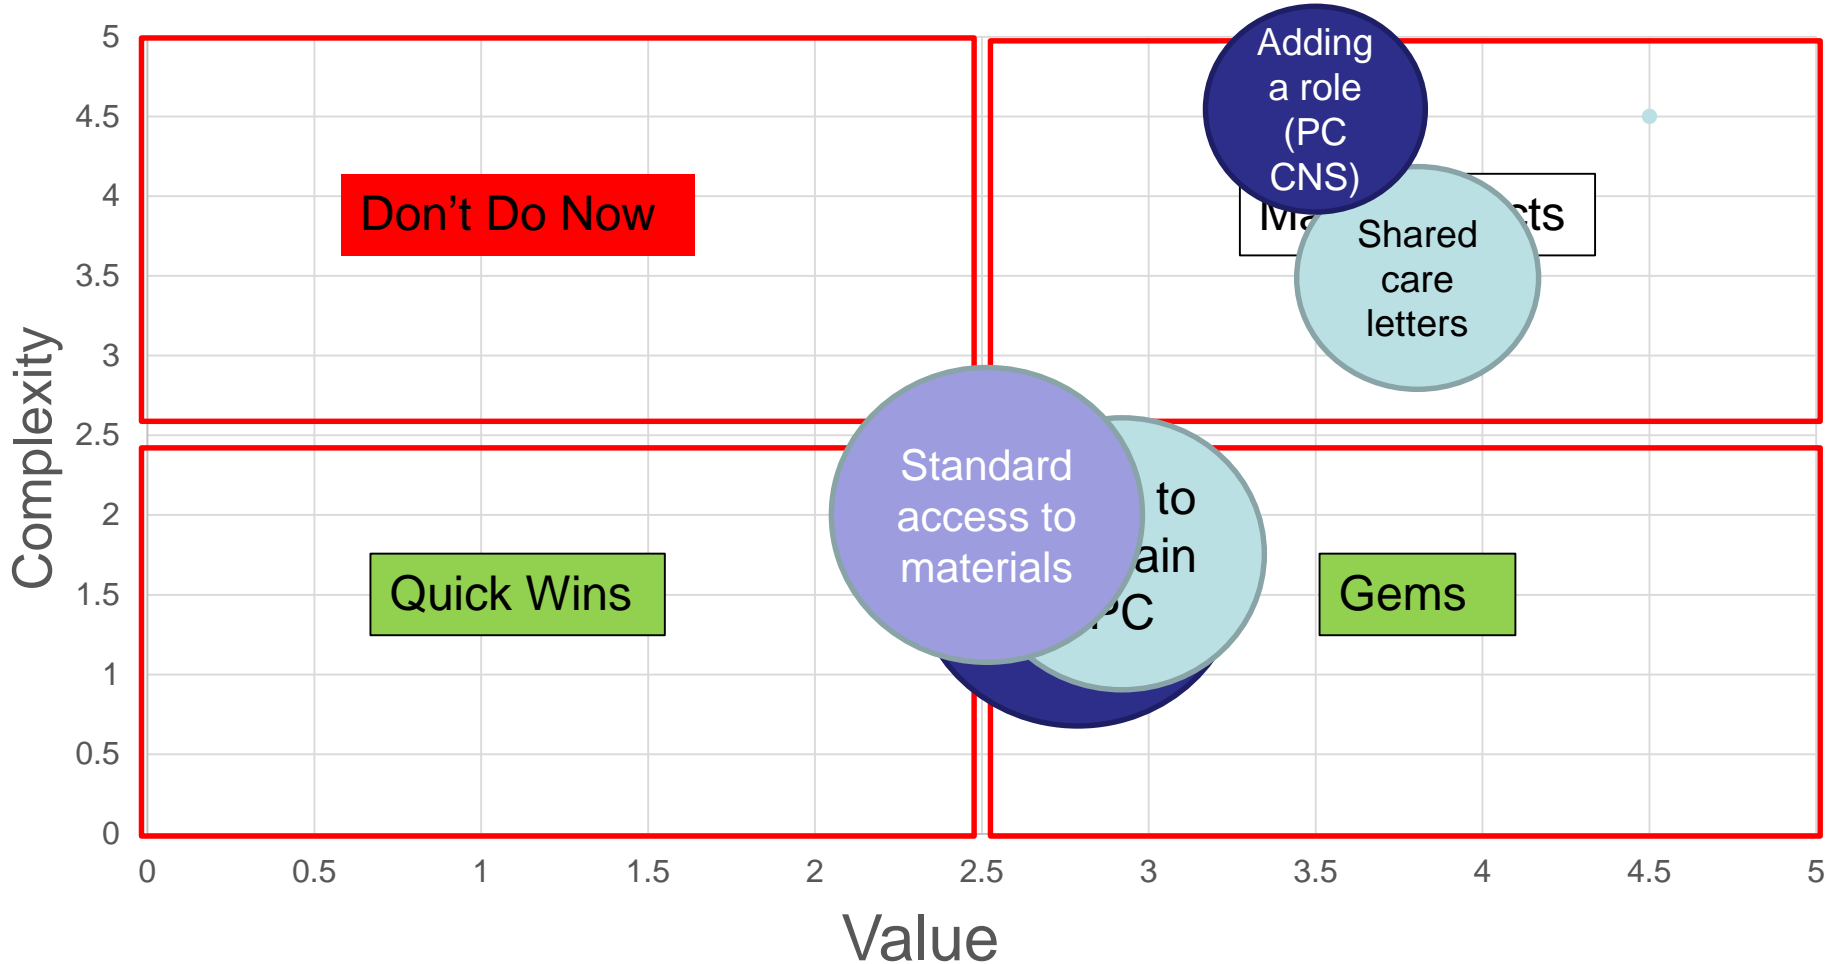 5
4.5
4
3.5
3
2.5
2
1.5
1
0.5
0
Complexity
Don't Do Now
Adding
a role
(PC
CNS)
Shared
care
letters
Standard
access to
materials
to
PC
Quick Wins
Gems
0
0.5
1
1.5
2
2.5
3
3.5
4
4.5
5
Value